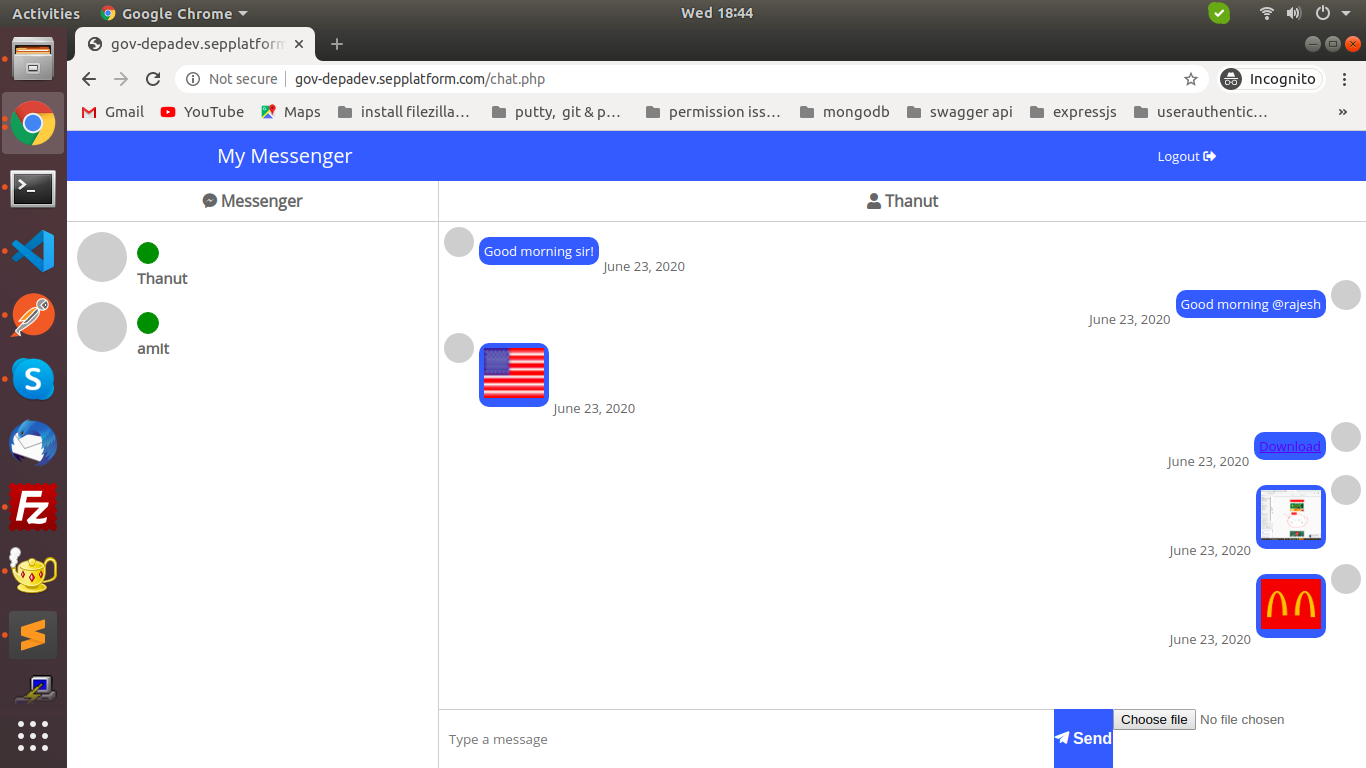 Activities
Google Chrome
Wed 18:44
gov-depadev.sepplatform
Not secure
gov-depadev.sepplatform.com/chat.php
Incognito
Gmail
YouTube
Maps
install filezilla…
putty, git & p…
permission iss…
mongodb
swagger api
expressjs
userauthentic…
»
My Messenger
Logout
Messenger
Thanut
Thanut
amit
Good morning sir!
June 23, 2020
Good morning @rajesh
June 23, 2020
June 23, 2020
Download
June 23, 2020
June 23, 2020
June 23, 2020
Type a message
Send
Choose file
No file chosen